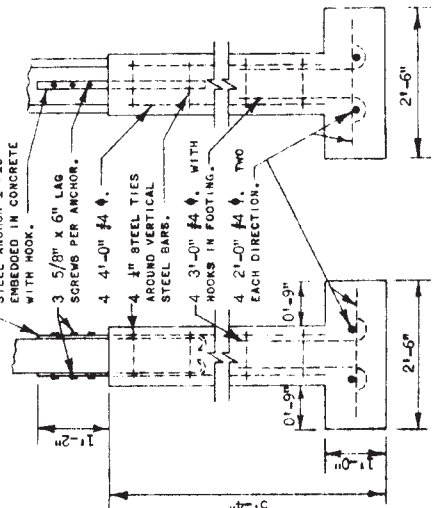 EMBEDDED IN CONCRETE
WITH HOOK.
3 5/8" X 6" LAG
SCREWS PER ANCHOR.
4 4'-0" #4 ϕ.
4 ¼" STEEL TIES
AROUND VERTICAL
STEEL BARS.
4 3'-0" #4 ϕ. WITH
HOOKS IN FOOTING.
4 2'-0" #4 ϕ. TWO
EACH DIRECTION.
1'-2"
0'-9"
0'-9"
1'-0"
2'-6"
2'-6"